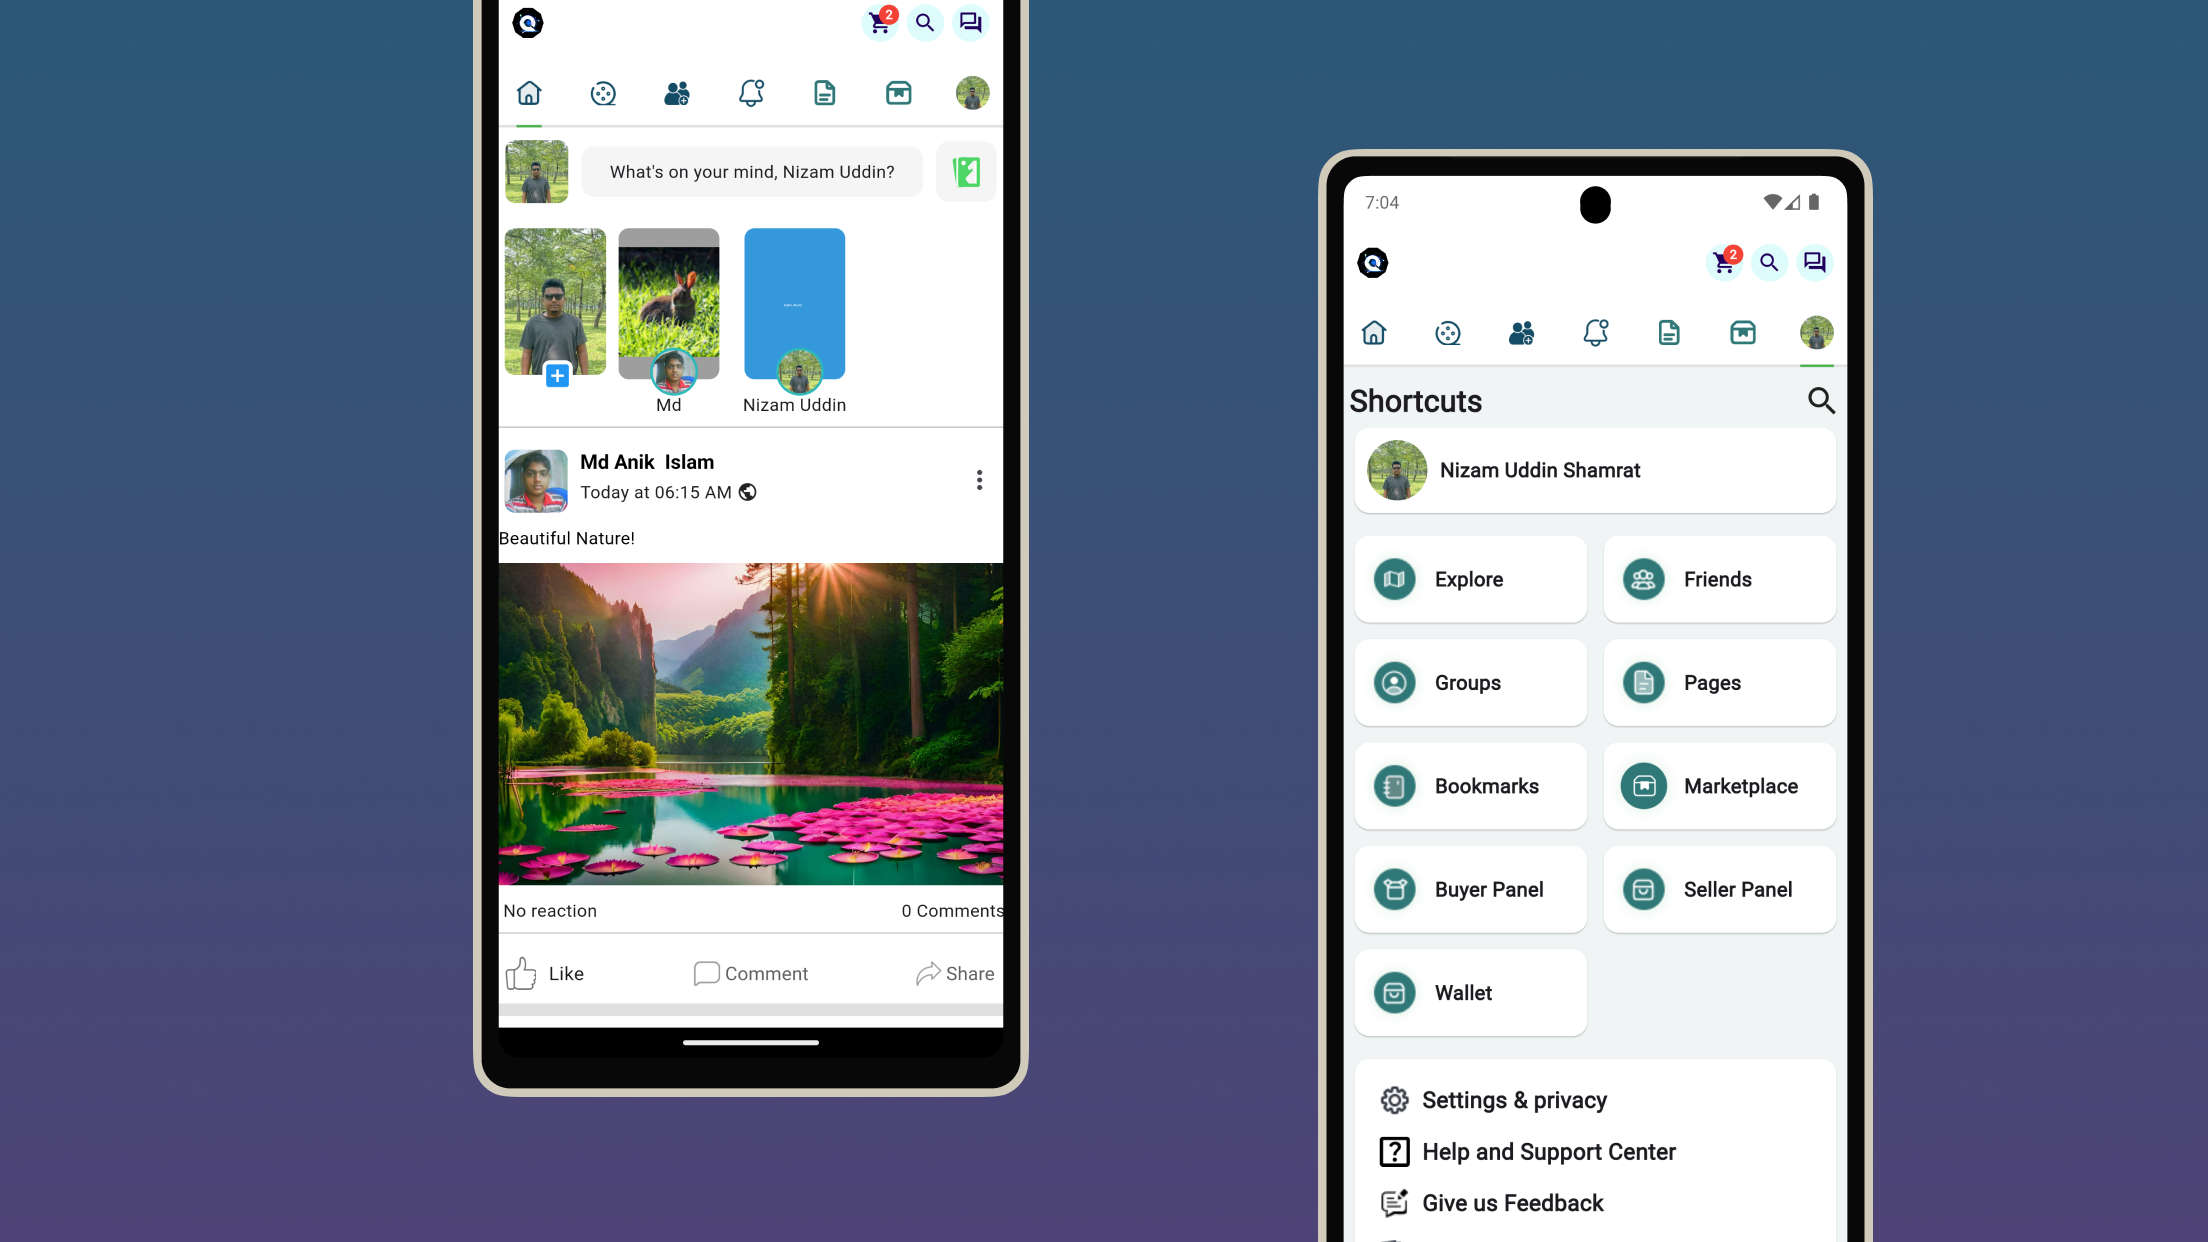 2
What's on your mind, Nizam Uddin?
Md
Nizam Uddin
Md Anik Islam
Today at 06:15 AM
Beautiful Nature!
No reaction
0 Comments
Like
Comment
Share
7:04
2
Shortcuts
Nizam Uddin Shamrat
Explore
Friends
Groups
Pages
Bookmarks
Marketplace
Buyer Panel
Seller Panel
Wallet
Settings & privacy
Help and Support Center
Give us Feedback